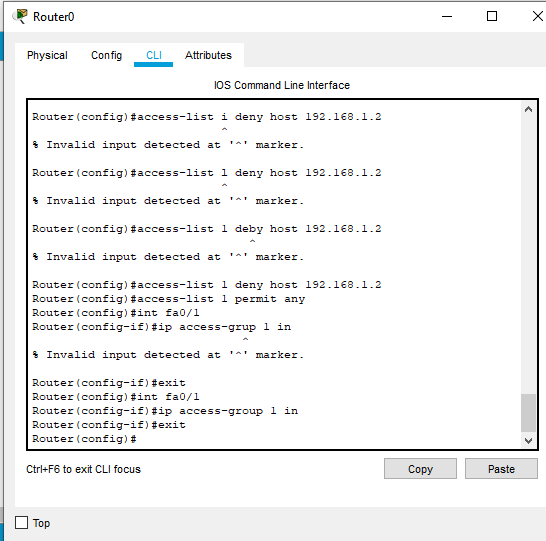 Router0
Physical Config CLI Attributes
IOS Command Line Interface
Router(config)#access-list i deny host 192.168.1.2
^
% Invalid input detected at '^' marker.
Router(config)#access-list l deny host 192.168.1.2
^
% Invalid input detected at '^' marker.
Router(config)#access-list 1 deby host 192.168.1.2
^
% Invalid input detected at '^' marker.
Router(config)#access-list 1 deny host 192.168.1.2
Router(config)#access-list 1 permit any
Router(config)#int fa0/1
Router(config-if)#ip access-grup 1 in
^
% Invalid input detected at '^' marker.
Router(config-if)#exit
Router(config)#int fa0/1
Router(config-if)#ip access-group 1 in
Router(config-if)#exit
Router(config)#
Ctrl+F6 to exit CLI focus
Copy
Paste
Top